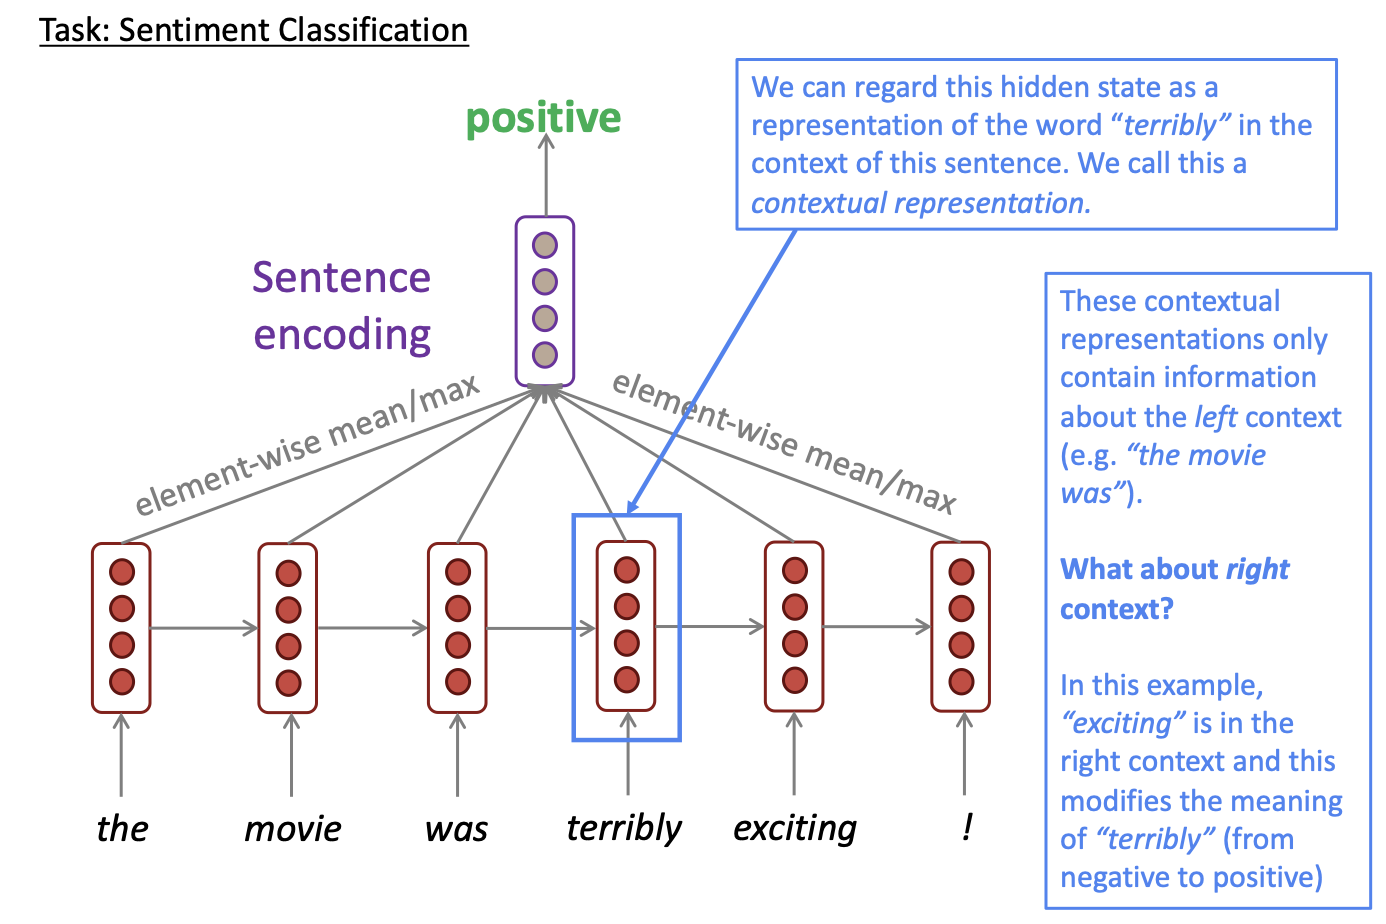 Task: Sentiment Classification
positive
We can regard this hidden state as a
representation of the word “terribly” in the
context of this sentence. We call this a
contextual representation.
Sentence
encoding
element-wise mean/max
element-wise mean/max
These contextual
representations only
contain information
about the left context
(e.g. “the movie
was”).
What about right
context?
In this example,
“exciting” is in the
right context and this
modifies the meaning
of “terribly” (from
negative to positive)
the movie was terribly exciting !